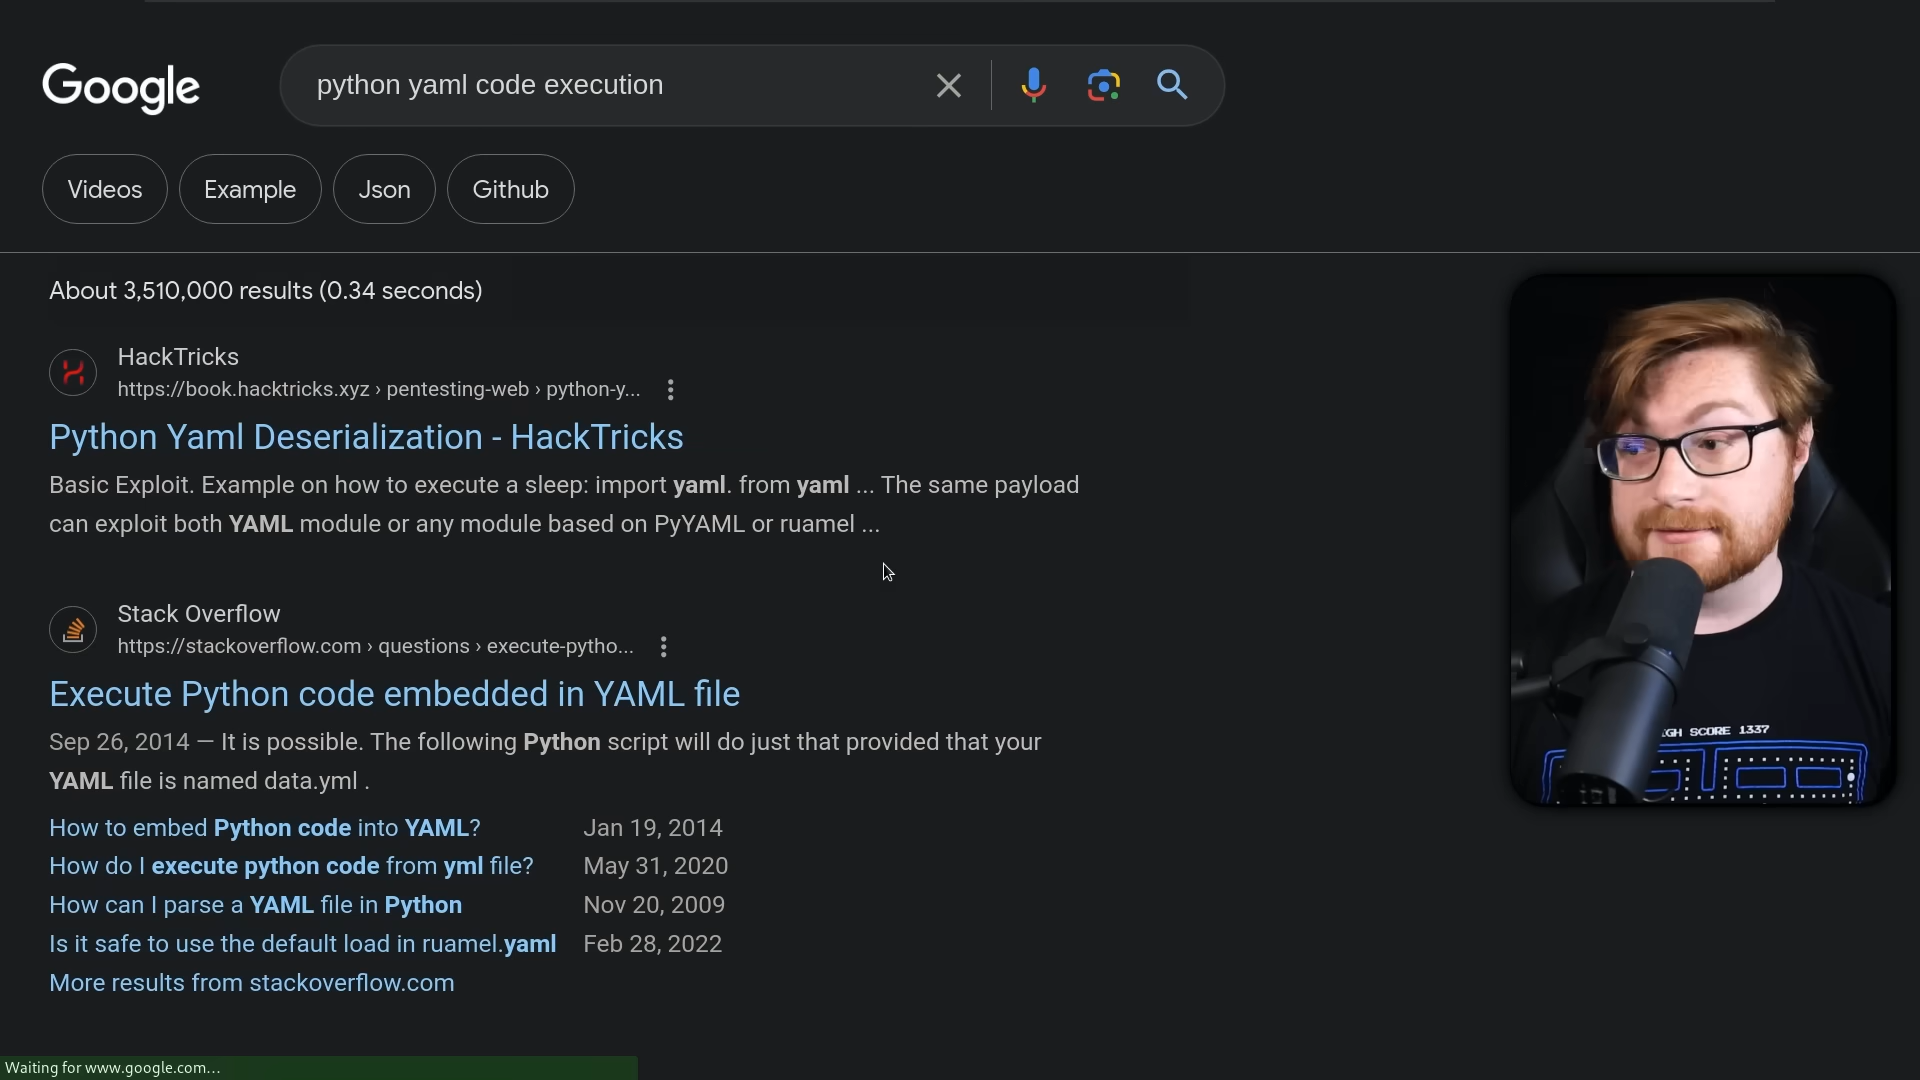 Google
python yaml code execution
Videos
Example
Json
Github
About 3,510,000 results (0.34 seconds)
HackTricks
https://book.hacktricks.xyz › pentesting-web › python-y...
Python Yaml Deserialization - HackTricks
Basic Exploit. Example on how to execute a sleep: import yaml. from yaml ... The same payload
can exploit both YAML module or any module based on PyYAML or ruamel ...
Stack Overflow
https://stackoverflow.com › questions › execute-pytho...
Execute Python code embedded in YAML file
Sep 26, 2014 — It is possible. The following Python script will do just that provided that your
YAML file is named data.yml .
How to embed Python code into YAML? Jan 19, 2014
How do I execute python code from yml file? May 31, 2020
How can I parse a YAML file in Python Nov 20, 2009
Is it safe to use the default load in ruamel.yaml Feb 28, 2022
More results from stackoverflow.com
GH SCORE 1337
Waiting for www.google.com...